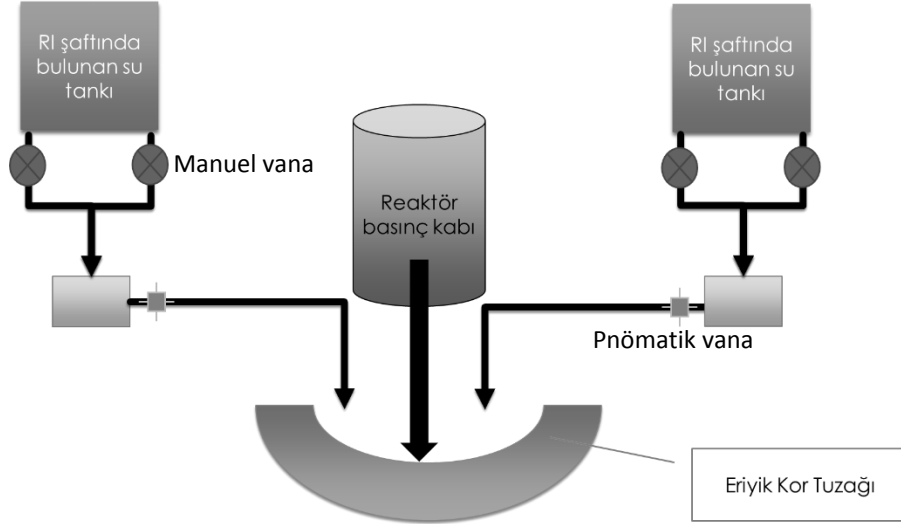 RI şaftında
bulunan su
tankı
RI şaftında
bulunan su
tankı
Manuel vana
Reaktör
basınç kabı
Pnömatik vana
Eriyik Kor Tuzağı